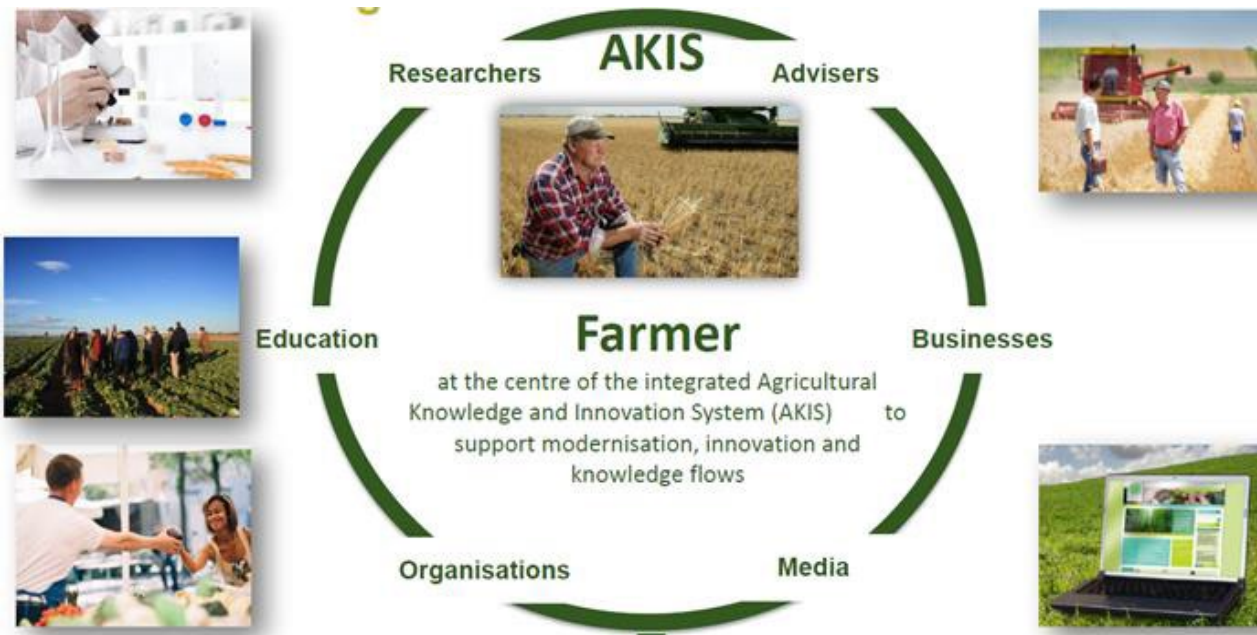 AKIS
Researchers
Advisers
Education
Farmer
Businesses
at the centre of the integrated Agricultural
Knowledge and Innovation System (AKIS) to
support modernisation, innovation and
knowledge flows
Organisations
Media